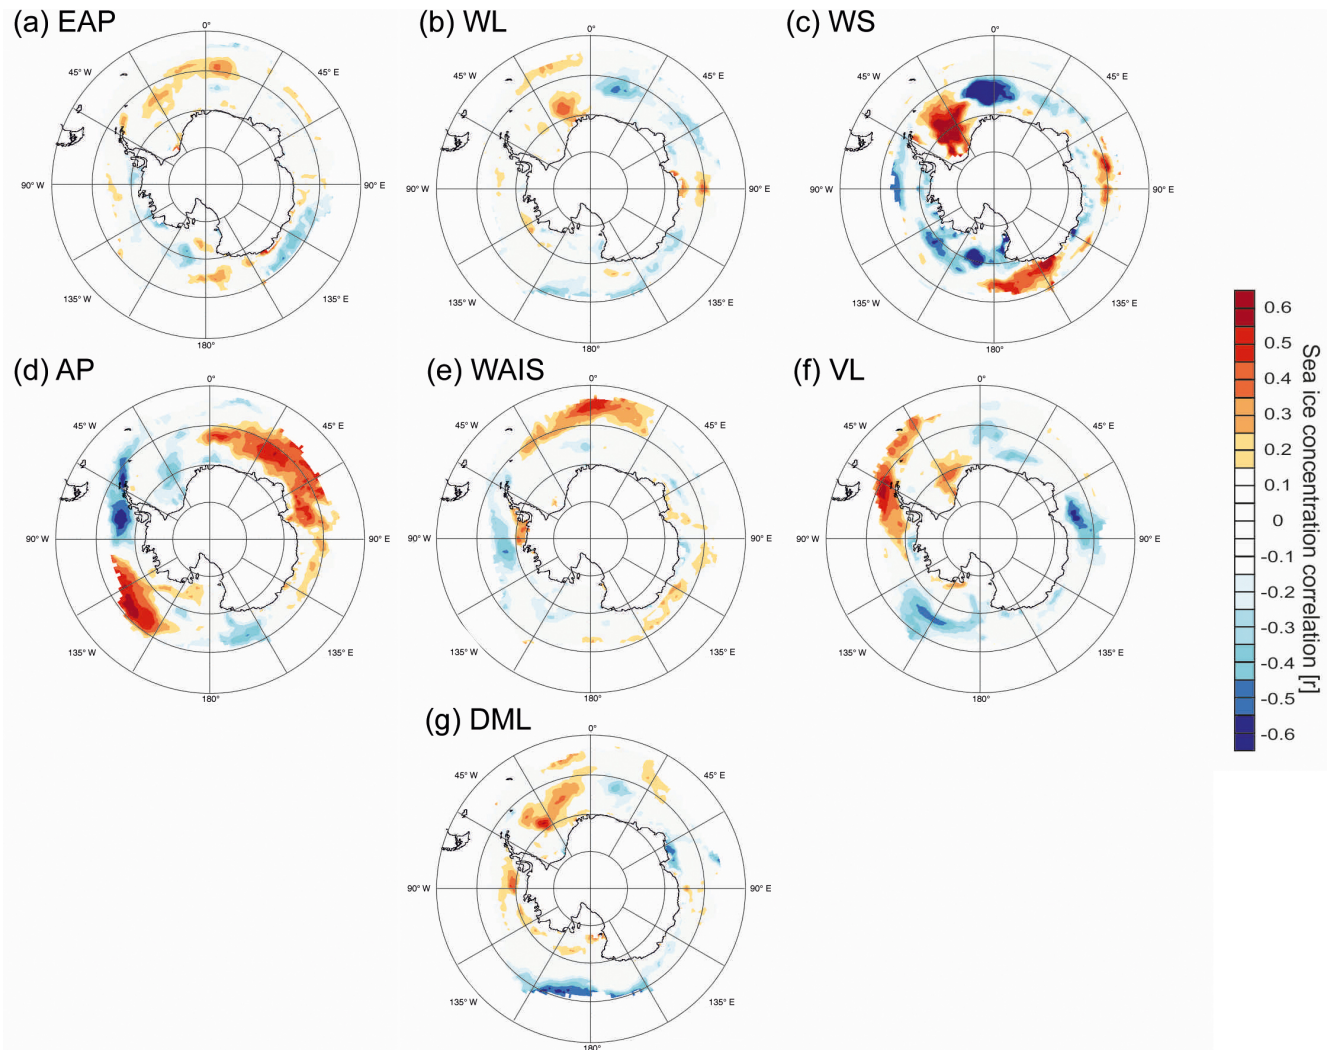 (a) EAP
(b) WL
(c) WS
0°
0°
0°
45° W
45° E
45° W
45° E
45° W
45° E
90° W
90° E
90° W
90° E
90° W
90° E
135° W
135° E
135° W
135° E
135° W
135° E
180°
180°
180°
(d) AP
(e) WAIS
(f) VL
0°
0°
0°
45° W
45° E
45° W
45° E
45° W
45° E
90° W
90° E
90° W
90° E
90° W
90° E
135° W
135° E
135° W
135° E
135° W
135° E
180°
180°
180°
(g) DML
0°
45° W
45° E
90° W
90° E
135° W
135° E
180°
0.6
0.5
0.4
0.3
0.2
0.1
0
-0.1
-0.2
-0.3
-0.4
-0.5
-0.6
Sea ice concentration correlation [r]